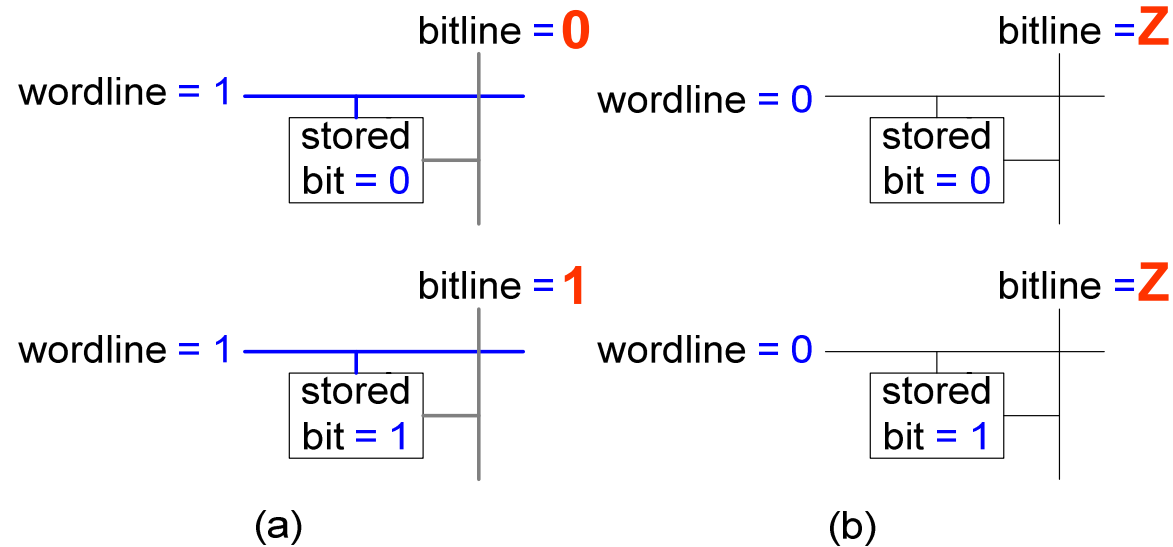 bitline = 0
wordline = 1
stored
bit = 0
bitline = 1
wordline = 1
stored
bit = 1
(a)
bitline =Z
wordline = 0
stored
bit = 0
bitline =Z
wordline = 0
stored
bit = 1
(b)